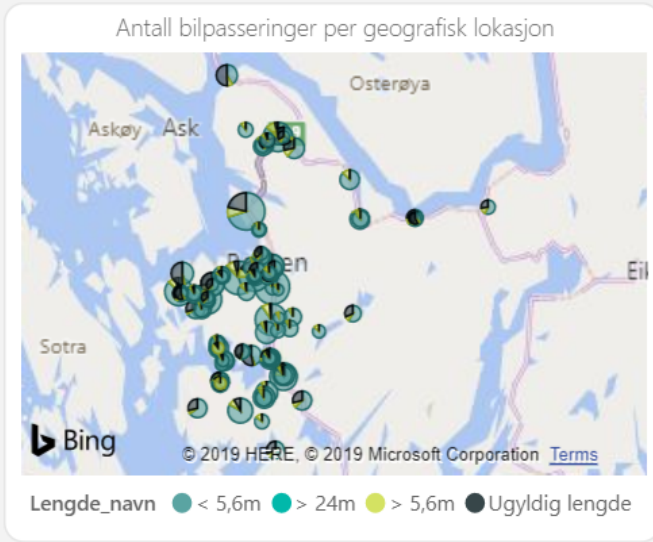 Antall bilpasseringer per geografisk lokasjon
Osterøya
Askøy
Ask
Sotra
Bing
© 2019 HERE, © 2019 Microsoft Corporation Terms
Lengde_navn < 5,6m > 24m > 5,6m Ugyldig lengde